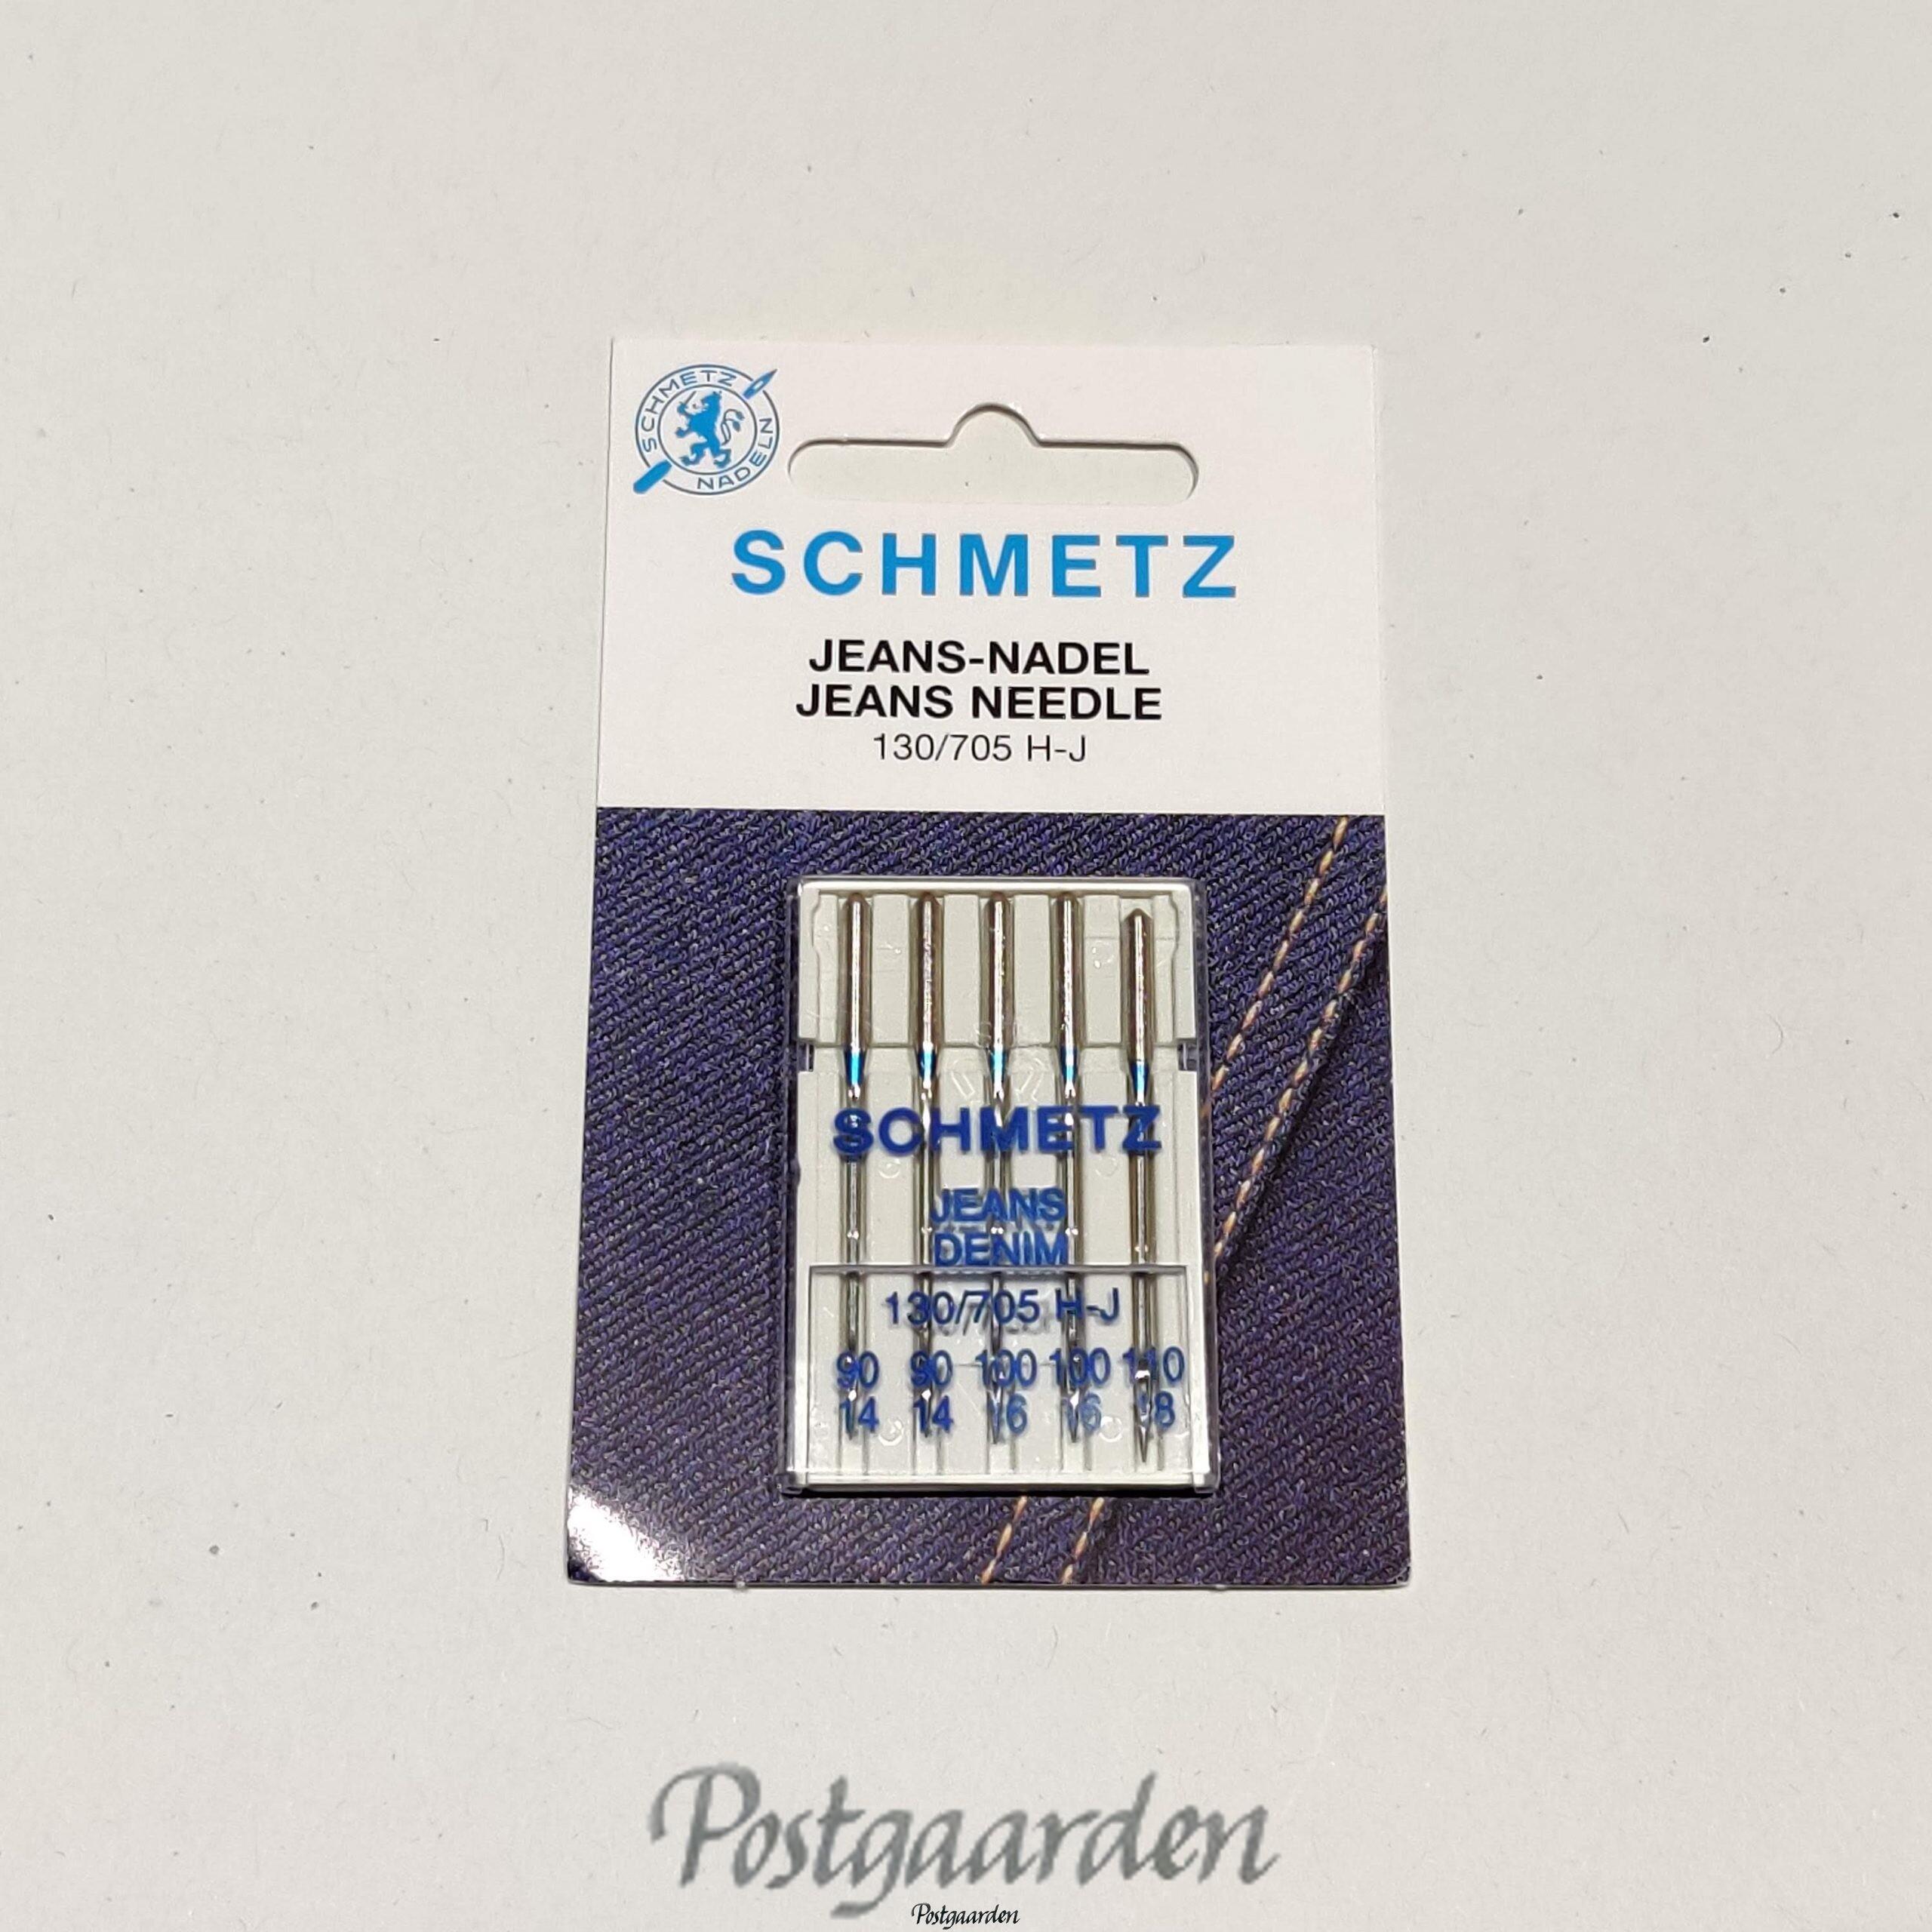 SCHMETZ
NADELN
SCHMETZ
JEANS-NADEL
JEANS NEEDLE
130/705 H-J
SCHMETZ
JEANS
DENIM
130/705 H-J
90 90 100 100 110
14 14 16 16 18
Postgaarden
Postgaarden